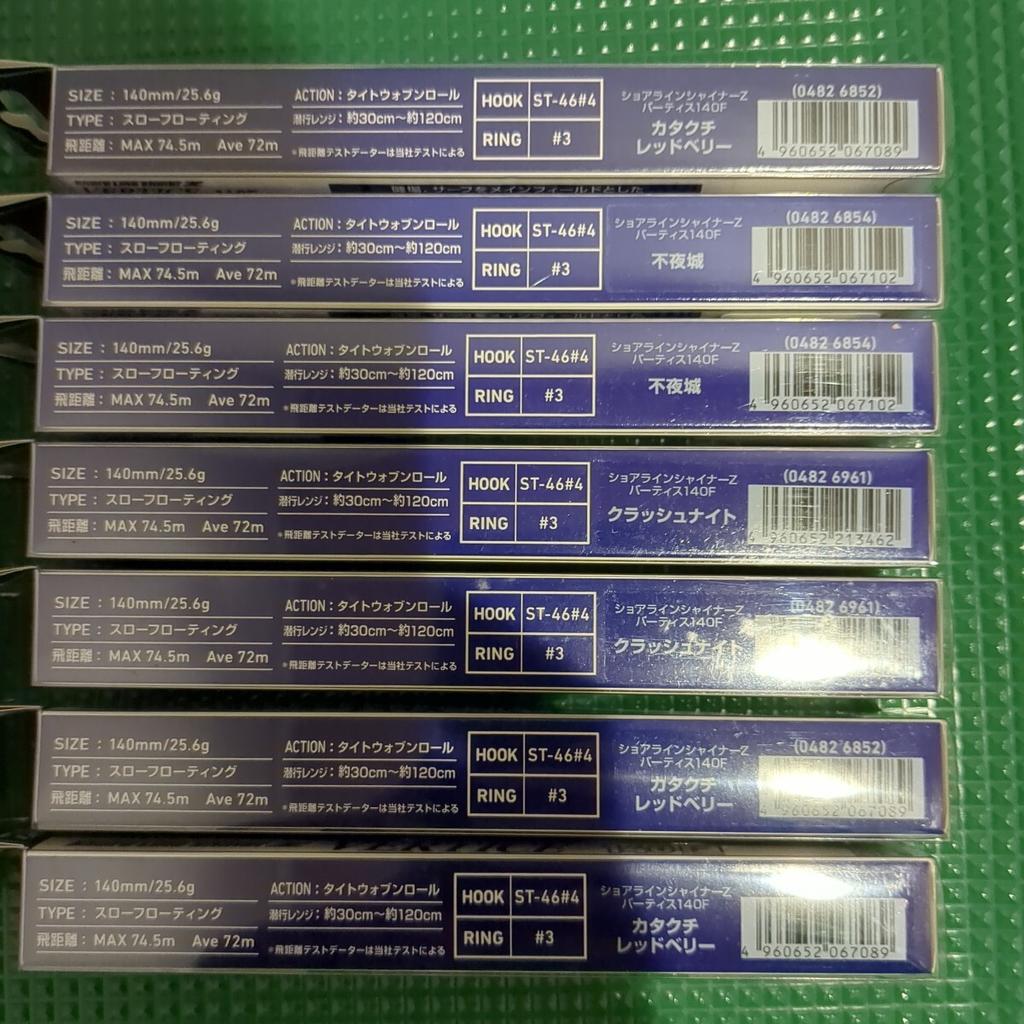 SIZE : 140mm/25.6g
TYPE : スローフローティング
飛距離 : MAX 74.5m Ave 72m
ACTION : タイトウォブンロール
潜行レンジ : 約30cm～約120cm
*飛距離テストデーターは当社テストによる
HOOK ST-46#4
RING #3
ショアラインシャイナーZ
バーティス140F
カタクチ
レッドベリー
(0482 6852)
4 960652 067089
SIZE : 140mm/25.6g
TYPE : スローフローティング
飛距離 : MAX 74.5m Ave 72m
ACTION : タイトウォブンロール
潜行レンジ : 約30cm～約120cm
*飛距離テストデーターは当社テストによる
HOOK ST-46#4
RING #3
ショアラインシャイナーZ
バーティス140F
不夜城
(0482 6854)
4 960652 067102
SIZE : 140mm/25.6g
TYPE : スローフローティング
飛距離 : MAX 74.5m Ave 72m
ACTION : タイトウォブンロール
潜行レンジ : 約30cm～約120cm
*飛距離テストデーターは当社テストによる
HOOK ST-46#4
RING #3
ショアラインシャイナーZ
バーティス140F
不夜城
(0482 6854)
4 960652 067102
SIZE : 140mm/25.6g
TYPE : スローフローティング
飛距離 : MAX 74.5m Ave 72m
ACTION : タイトウォブンロール
潜行レンジ : 約30cm～約120cm
*飛距離テストデーターは当社テストによる
HOOK ST-46#4
RING #3
ショアラインシャイナーZ
バーティス140F
クラッシュナイト
(0482 6961)
4 960652 213462
SIZE : 140mm/25.6g
TYPE : スローフローティング
飛距離 : MAX 74.5m Ave 72m
ACTION : タイトウォブンロール
潜行レンジ : 約30cm～約120cm
*飛距離テストデーターは当社テストによる
HOOK ST-46#4
RING #3
ショアラインシャイナーZ
バーティス140F
クラッシュナイト
(0482 6961)
SIZE : 140mm/25.6g
TYPE : スローフローティング
飛距離 : MAX 74.5m Ave 72m
ACTION : タイトウォブンロール
潜行レンジ : 約30cm～約120cm
*飛距離テストデーターは当社テストによる
HOOK ST-46#4
RING #3
ショアラインシャイナーZ
バーティス140F
カタクチ
レッドベリー
(0482 6852)
4 960652 067089
SIZE : 140mm/25.6g
TYPE : スローフローティング
飛距離 : MAX 74.5m Ave 72m
ACTION : タイトウォブンロール
潜行レンジ : 約30cm～約120cm
*飛距離テストデーターは当社テストによる
HOOK ST-46#4
RING #3
ショアラインシャイナーZ
バーティス140F
カタクチ
レッドベリー
4 960652 067089